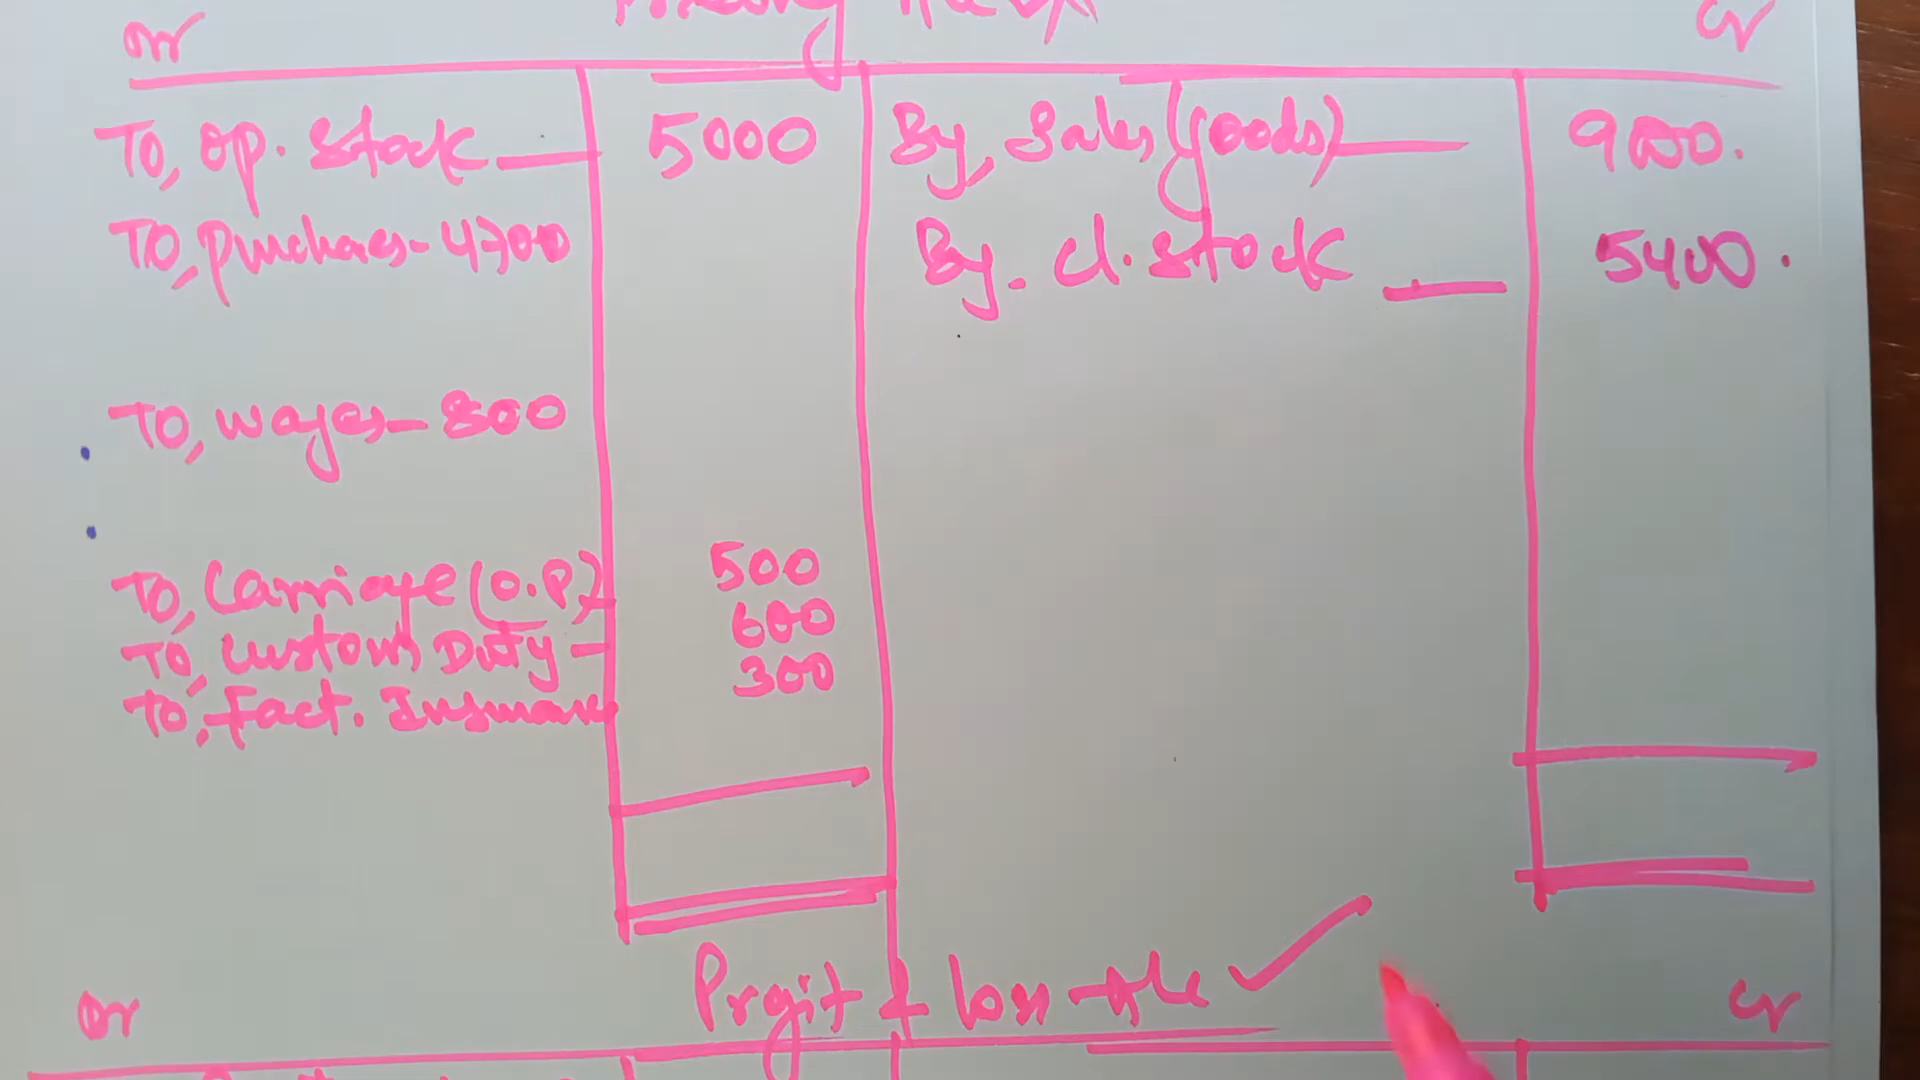 Dr Cr
To, op. stock — 5000 By, Sales (goods) — 9000.
To, purchases - 4700 By. cl. stock — 5400.
To, wages - 800
To, Carriage (O.P) - 500
To, Custom Duty - 600
To, Fact. Insurance 300
Profit & loss A/c ✓
Dr Cr